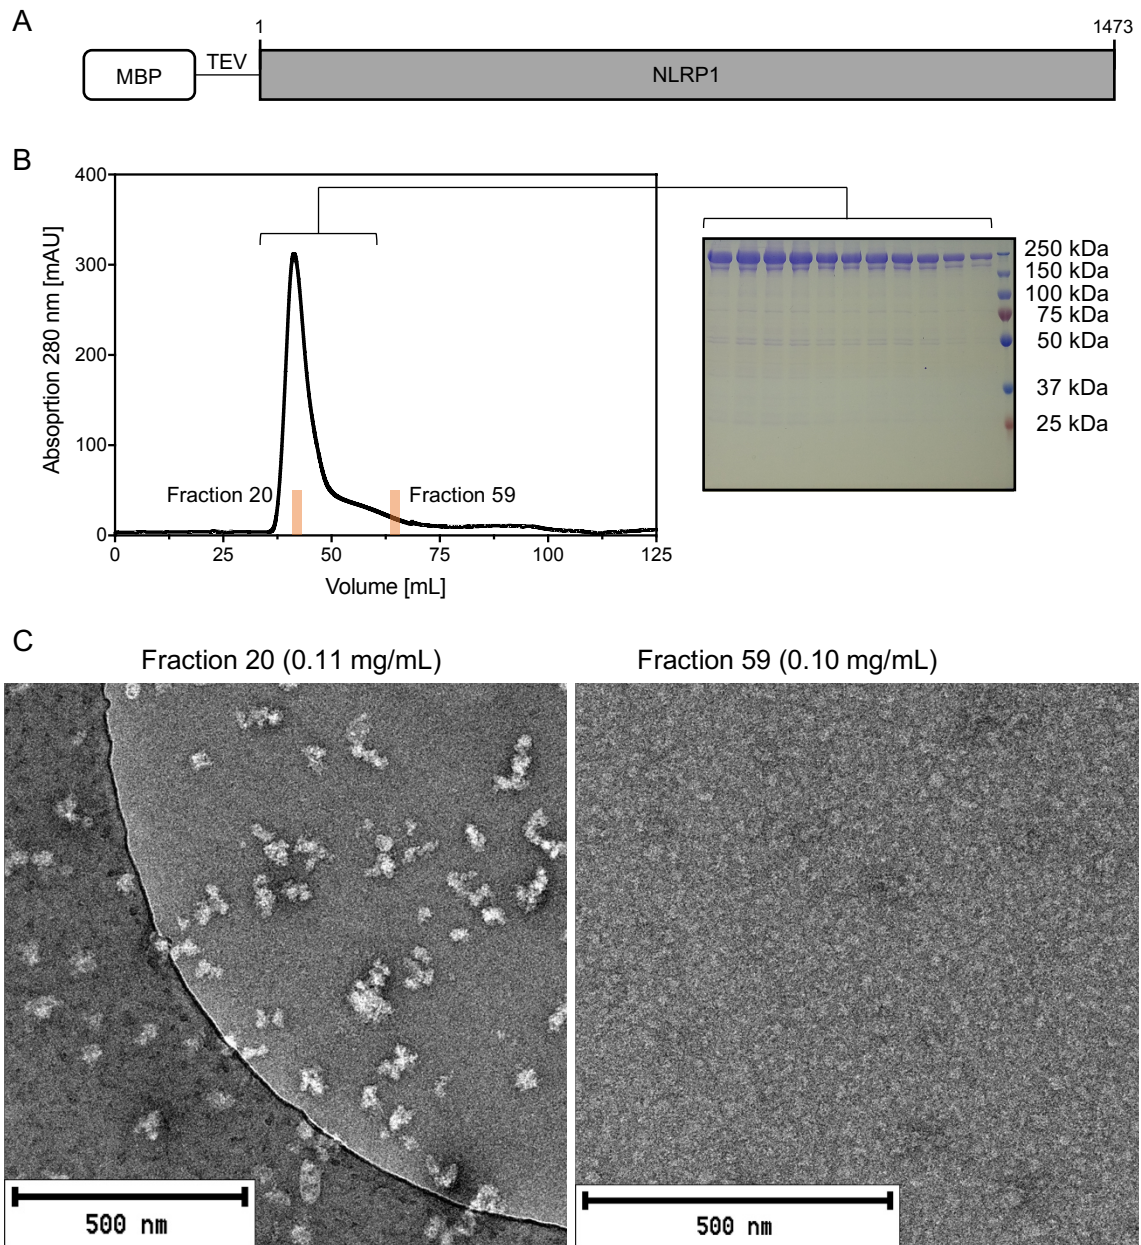 A
1
1473
MBP
TEV
NLRP1
B
400
300
200
100
0
Absoprtion 280 nm [mAU]
0
25
50
75
100
125
Volume [mL]
Fraction 20
Fraction 59
250 kDa
150 kDa
100 kDa
75 kDa
50 kDa
37 kDa
25 kDa
C
Fraction 20 (0.11 mg/mL)
Fraction 59 (0.10 mg/mL)
500 nm
500 nm